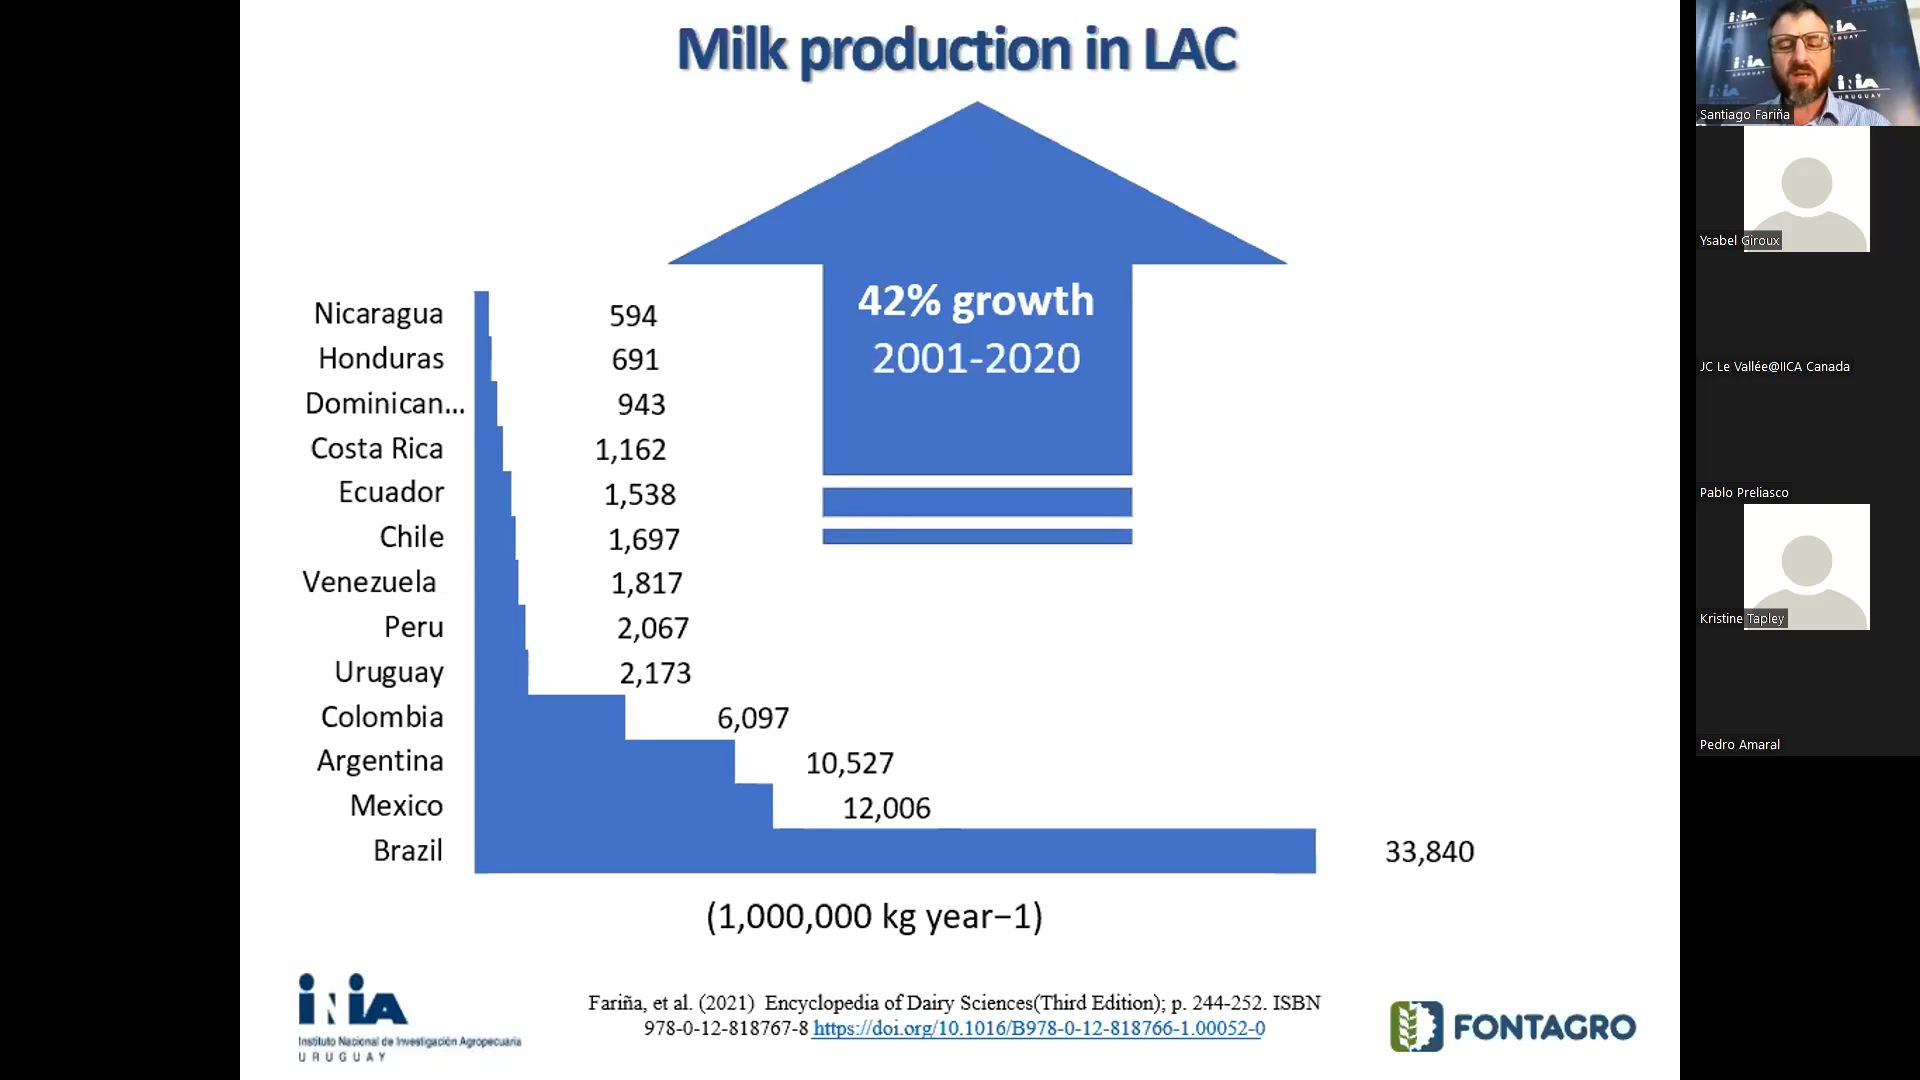 Milk production in LAC
42% growth
2001-2020
Nicaragua 594
Honduras 691
Dominican... 943
Costa Rica 1,162
Ecuador 1,538
Chile 1,697
Venezuela 1,817
Peru 2,067
Uruguay 2,173
Colombia 6,097
Argentina 10,527
Mexico 12,006
Brazil 33,840
(1,000,000 kg year−1)
Fariña, et al. (2021) Encyclopedia of Dairy Sciences(Third Edition); p. 244-252. ISBN
978-0-12-818767-8 https://doi.org/10.1016/B978-0-12-818766-1.00052-0
inia
Instituto Nacional de Investigación Agropecuaria
URUGUAY
FONTAGRO
Santiago Fariña
Ysabel Giroux
JC Le Vallée@IICA Canada
Pablo Preliasco
Kristine Tapley
Pedro Amaral